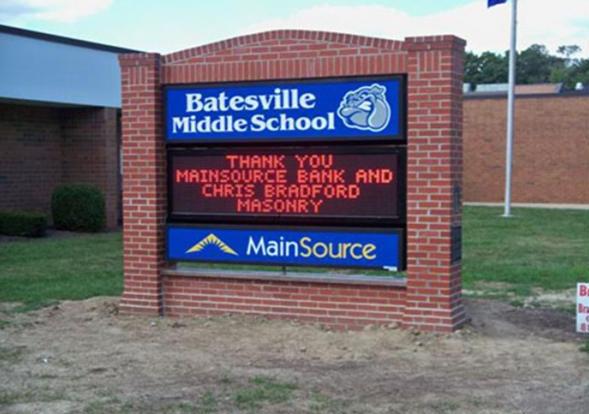 Batesville
Middle School
THANK YOU
MAINSOURCE BANK AND
CHRIS BRADFORD
MASONRY
MainSource